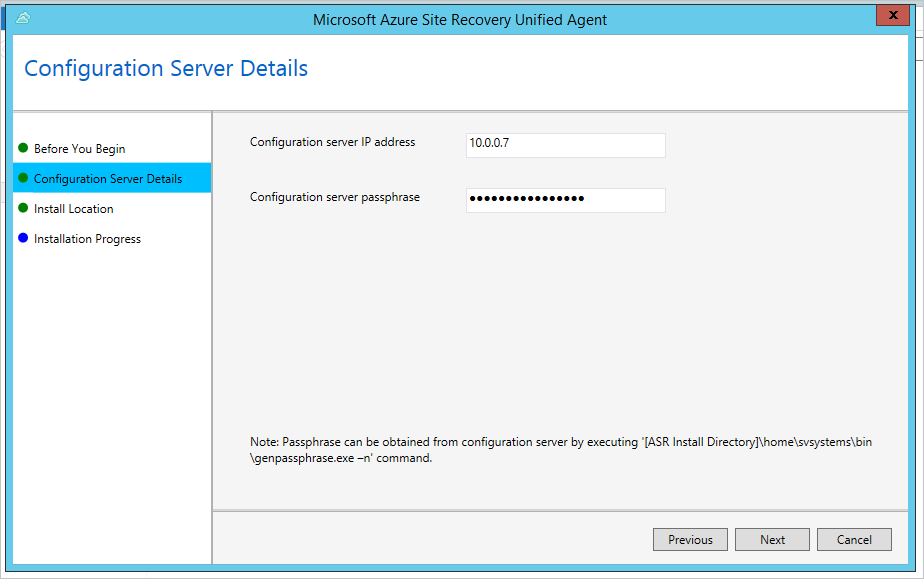 Microsoft Azure Site Recovery Unified Agent
x
Configuration Server Details
Before You Begin
Configuration Server Details
Install Location
Installation Progress
Configuration server IP address
10.0.0.7
Configuration server passphrase
••••••••••••••••
Note: Passphrase can be obtained from configuration server by executing '[ASR Install Directory]\home\svsystems\bin
\genpassphrase.exe –n' command.
Previous
Next
Cancel